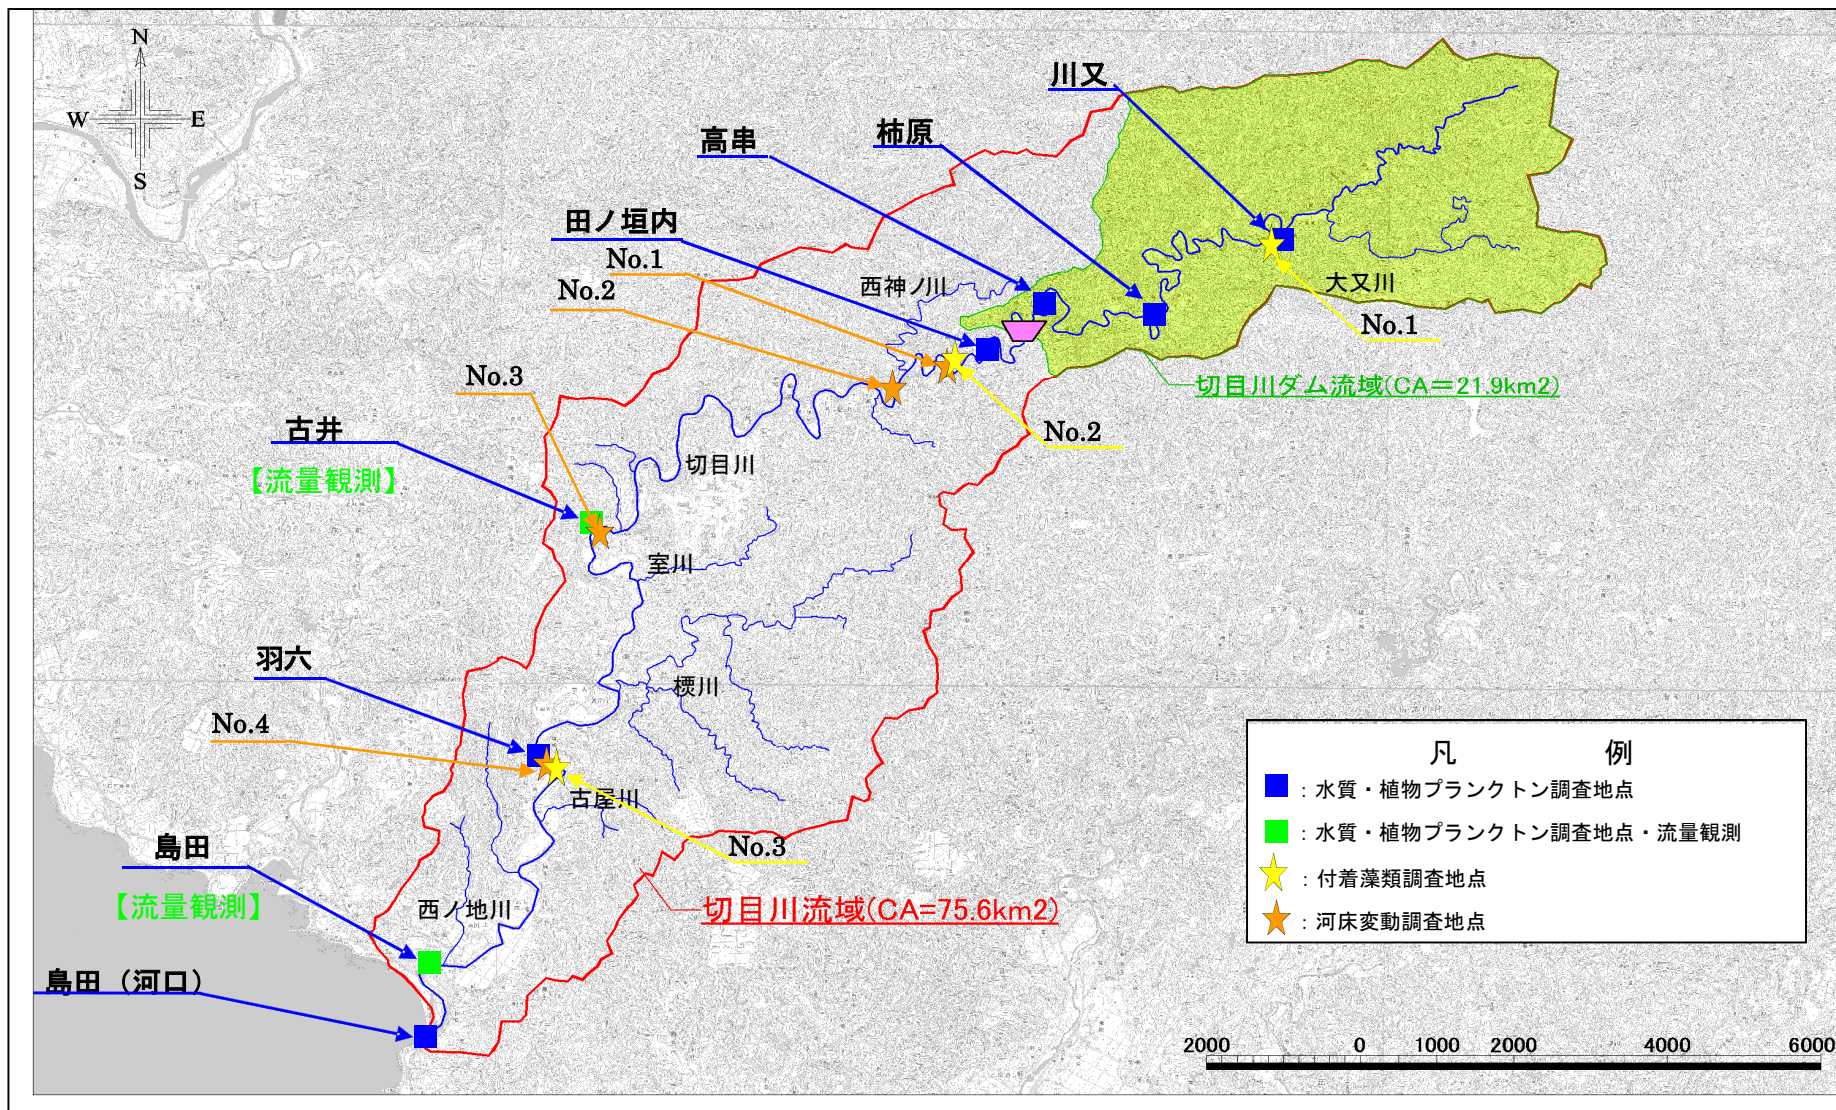 N
W E
S
川又
高串
柿原
田ノ垣内
No.1
No.2
西神ノ川
大又川
No.1
No.3
切目川ダム流域(CA=21.9km2)
古井
No.2
【流量観測】
切目川
室川
羽六
No.4
古屋川
No.3
島田
【流量観測】
西ノ地川
切目川流域(CA=75.6km2)
島田（河口）
凡 例
：水質・植物プランクトン調査地点
：水質・植物プランクトン調査地点・流量観測
：付着藻類調査地点
：河床変動調査地点
2000 0 1000 2000 4000 6000